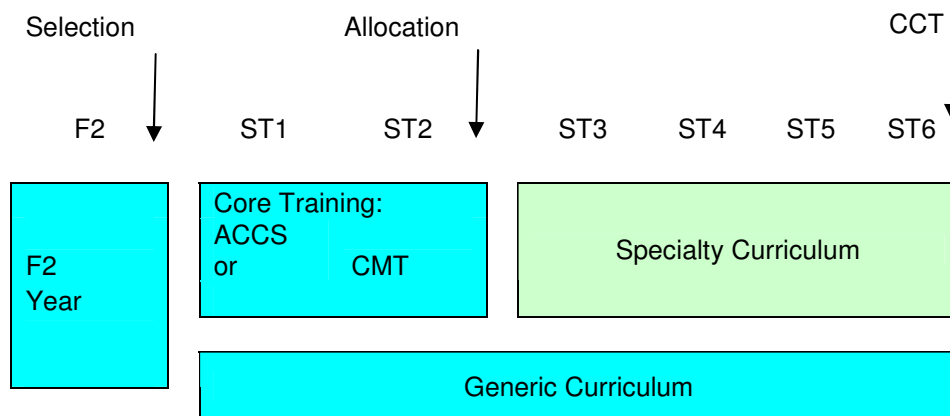 Selection Allocation CCT
F2 ST1 ST2 ST3 ST4 ST5 ST6
Core Training:
ACCS
or CMT
F2
Year
Specialty Curriculum
Generic Curriculum